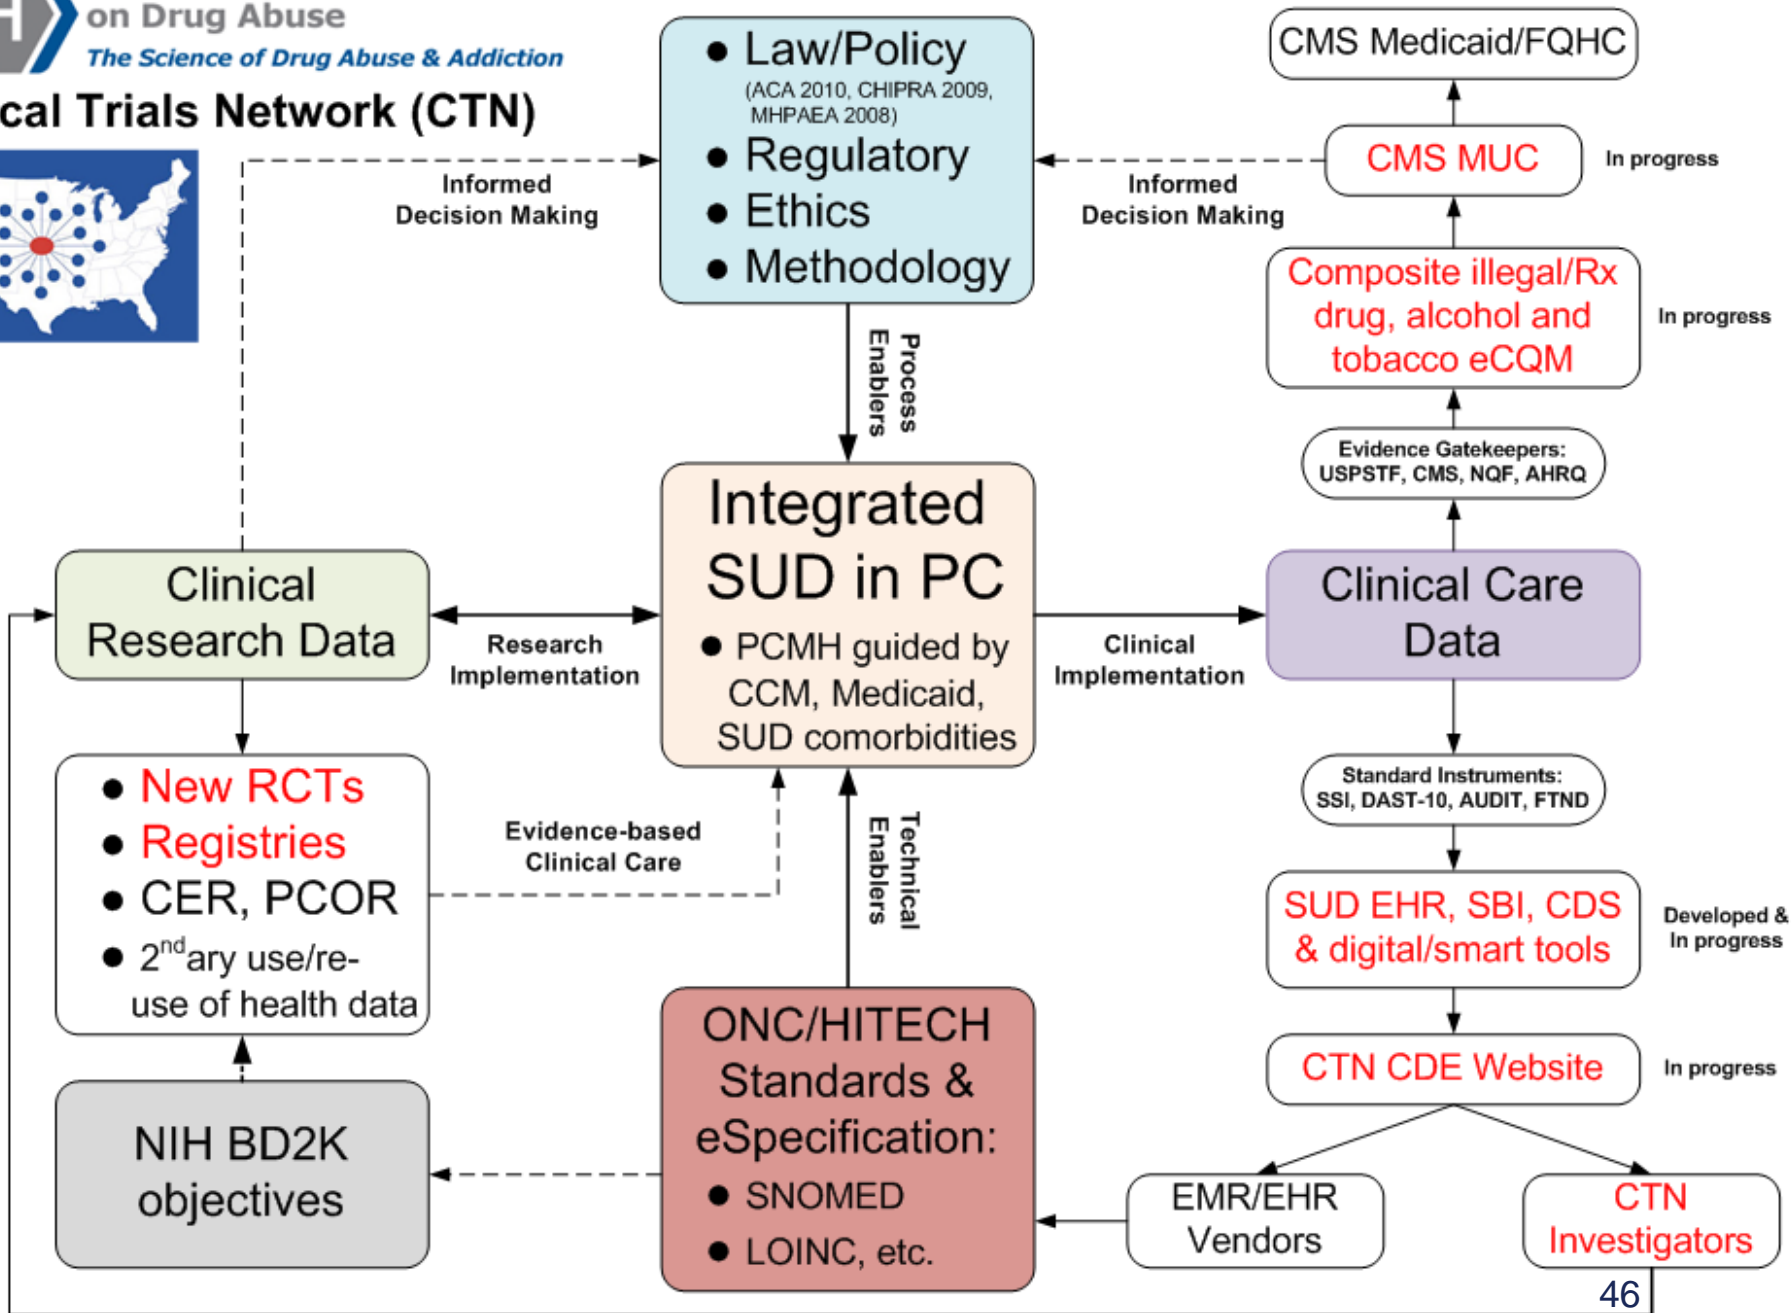 on Drug Abuse
The Science of Drug Abuse & Addiction
cal Trials Network (CTN)
● Law/Policy
(ACA 2010, CHIPRA 2009,
MHPAEA 2008)
● Regulatory
● Ethics
● Methodology
CMS Medicaid/FQHC
CMS MUC
In progress
Informed
Decision Making
Informed
Decision Making
Composite illegal/Rx
drug, alcohol and
tobacco eCQM
In progress
Process
Enablers
Evidence Gatekeepers:
USPSTF, CMS, NQF, AHRQ
Clinical
Research Data
Research
Implementation
Integrated
SUD in PC
● PCMH guided by
CCM, Medicaid,
SUD comorbidities
Clinical
Implementation
Clinical Care
Data
Standard Instruments:
SSI, DAST-10, AUDIT, FTND
● New RCTs
● Registries
● CER, PCOR
● 2ndary use/re-
use of health data
Evidence-based
Clinical Care
Technical
Enablers
SUD EHR, SBI, CDS
& digital/smart tools
Developed &
In progress
CTN CDE Website
In progress
NIH BD2K
objectives
ONC/HITECH
Standards &
eSpecification:
● SNOMED
● LOINC, etc.
EMR/EHR
Vendors
CTN
Investigators
46